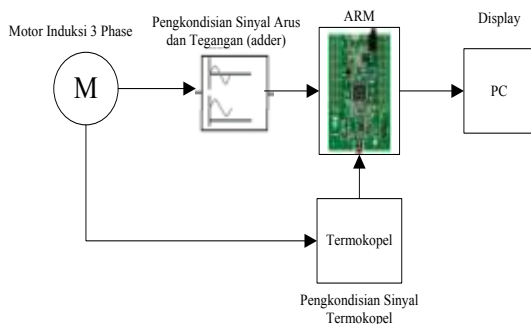 Motor Induksi 3 Phase
Pengkondisian Sinyal Arus
dan Tegangan (adder)
ARM
Display
M
PC
Termokopel
Pengkondisian Sinyal
Termokopel